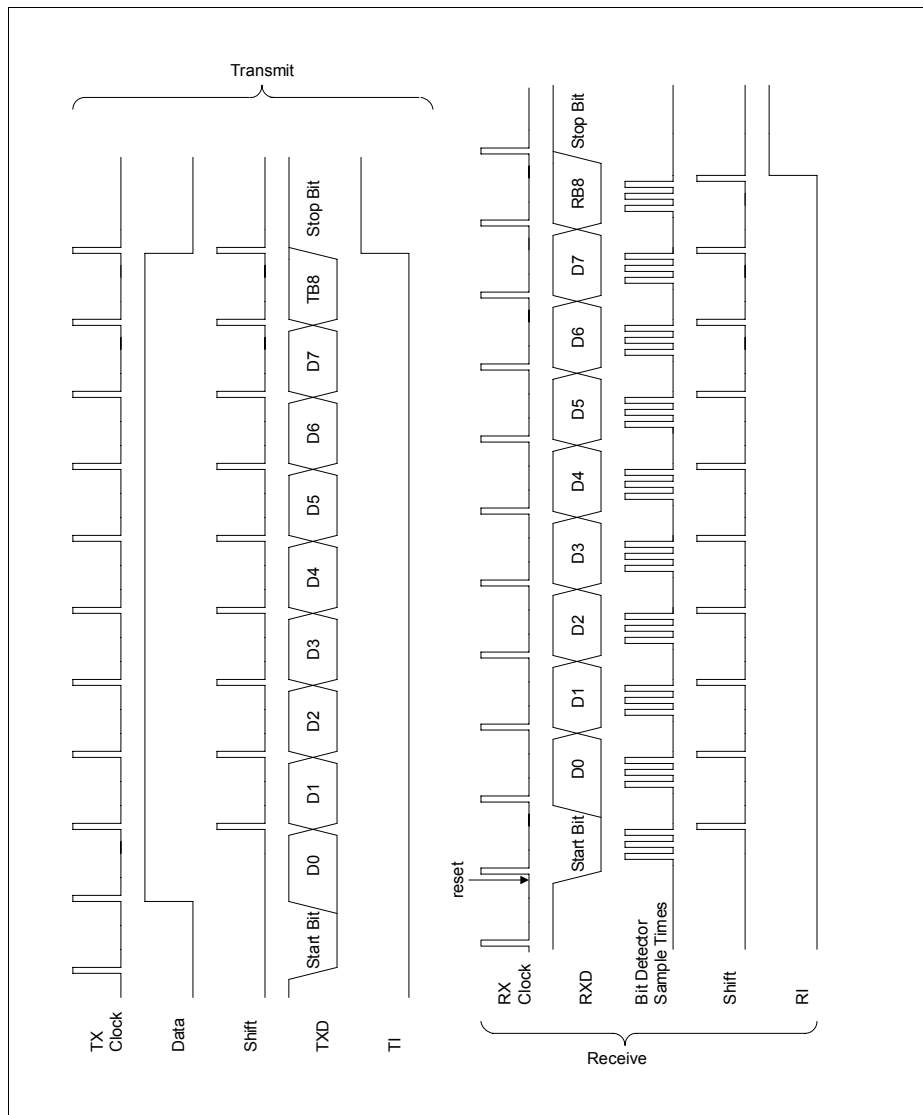 Transmit
TX
Clock
Data
Shift
TXD
Start Bit
D0
D1
D2
D3
D4
D5
D6
D7
TB8
Stop Bit
TI
Receive
RX
Clock
reset
RXD
Start Bit
D0
D1
D2
D3
D4
D5
D6
D7
RB8
Stop Bit
Bit Detector
Sample Times
Shift
RI